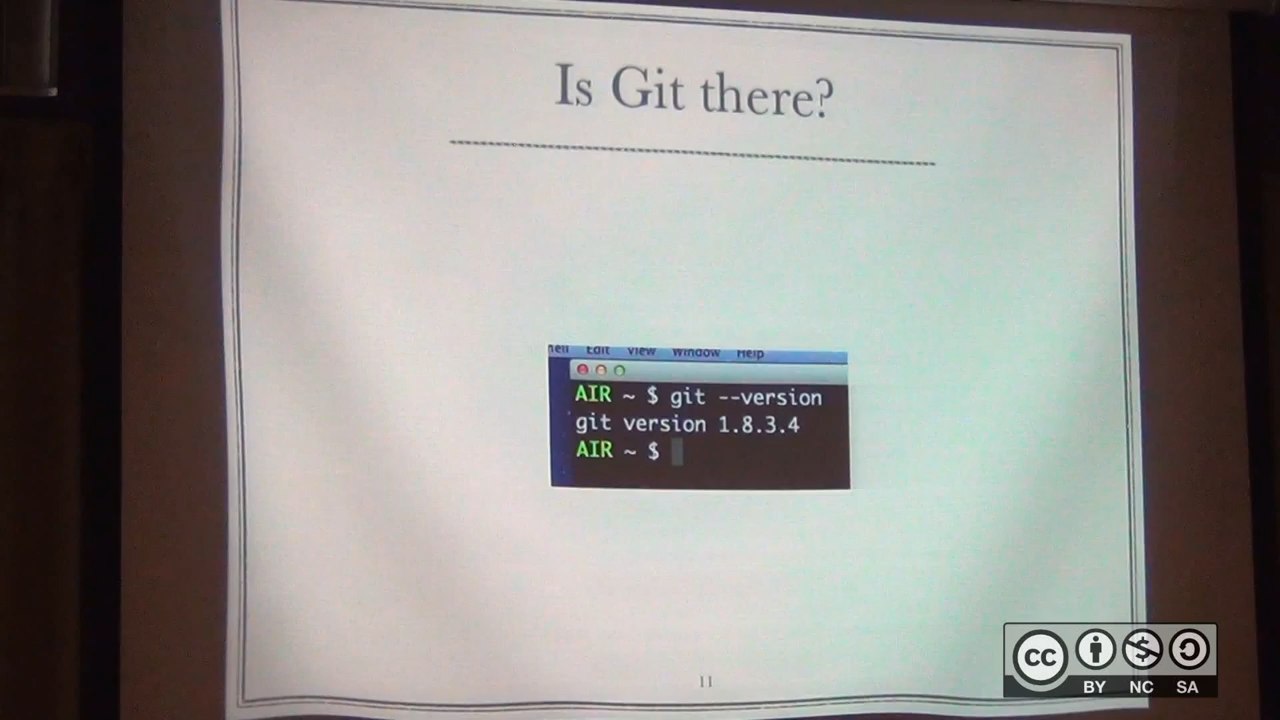 Is Git there?
Edit View Window Help
AIR ~ $ git --version
git version 1.8.3.4
AIR ~ $
11
cc
BY NC SA